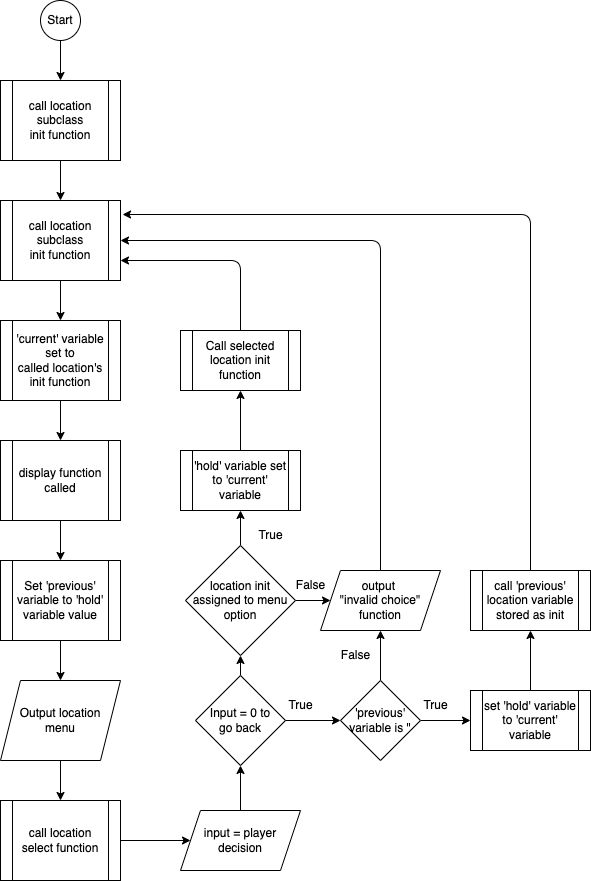 Start
call location
subclass
init function
call location
subclass
init function
'current' variable
set to
called location's
init function
display function
called
Set 'previous'
variable to 'hold'
variable value
Output location
menu
call location
select function
input = player
decision
Input = 0 to
go back
True
'previous'
variable is ''
True
set 'hold' variable
to 'current'
variable
call 'previous'
location variable
stored as init
False
output
"invalid choice"
function
location init
assigned to menu
option
False
True
'hold' variable set
to 'current'
variable
Call selected
location init
function